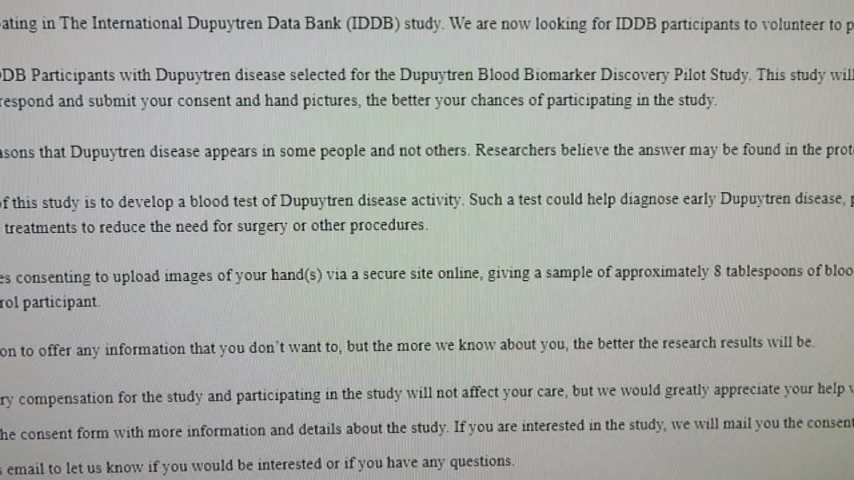 ating in The International Dupuytren Data Bank (IDDB) study. We are now looking for IDDB participants to volunteer to p
DB Participants with Dupuytren disease selected for the Dupuytren Blood Biomarker Discovery Pilot Study. This study will
respond and submit your consent and hand pictures, the better your chances of participating in the study.
asons that Dupuytren disease appears in some people and not others. Researchers believe the answer may be found in the prot
of this study is to develop a blood test of Dupuytren disease activity. Such a test could help diagnose early Dupuytren disease, p
treatments to reduce the need for surgery or other procedures.
es consenting to upload images of your hand(s) via a secure site online, giving a sample of approximately 8 tablespoons of bloo
rol participant.
on to offer any information that you don't want to, but the more we know about you, the better the research results will be.
ry compensation for the study and participating in the study will not affect your care, but we would greatly appreciate your help
he consent form with more information and details about the study. If you are interested in the study, we will mail you the consent
s email to let us know if you would be interested or if you have any questions.